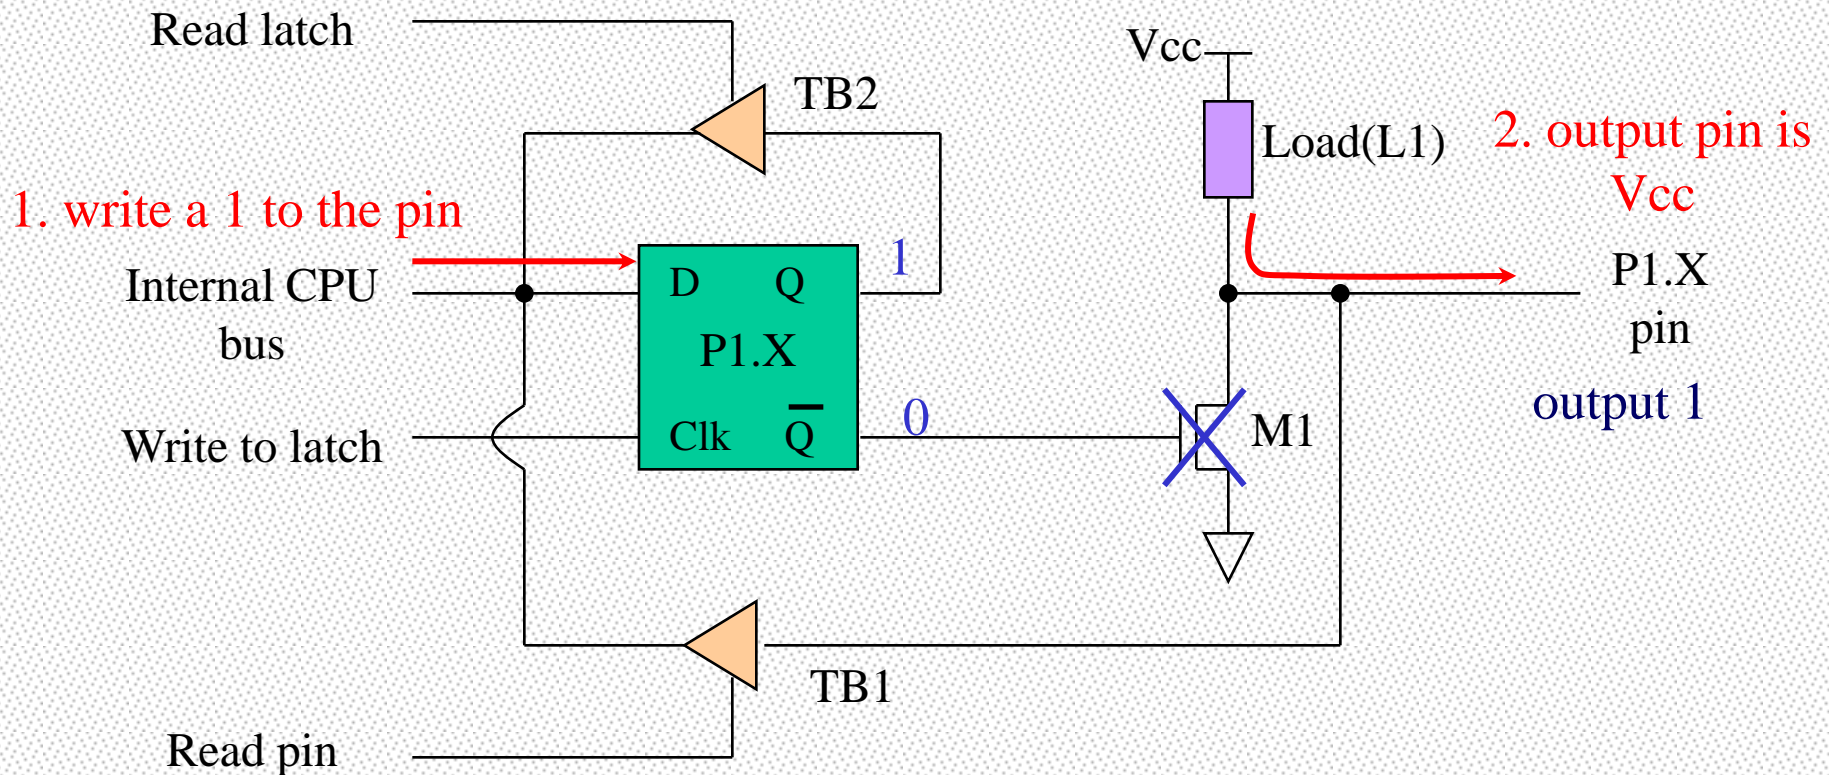 Read latch
Vcc
TB2
Load(L1)
2. output pin is
Vcc
1. write a 1 to the pin
Internal CPU
bus
D Q
1
P1.X
pin
P1.X
output 1
Write to latch
Clk Q
0
M1
TB1
Read pin